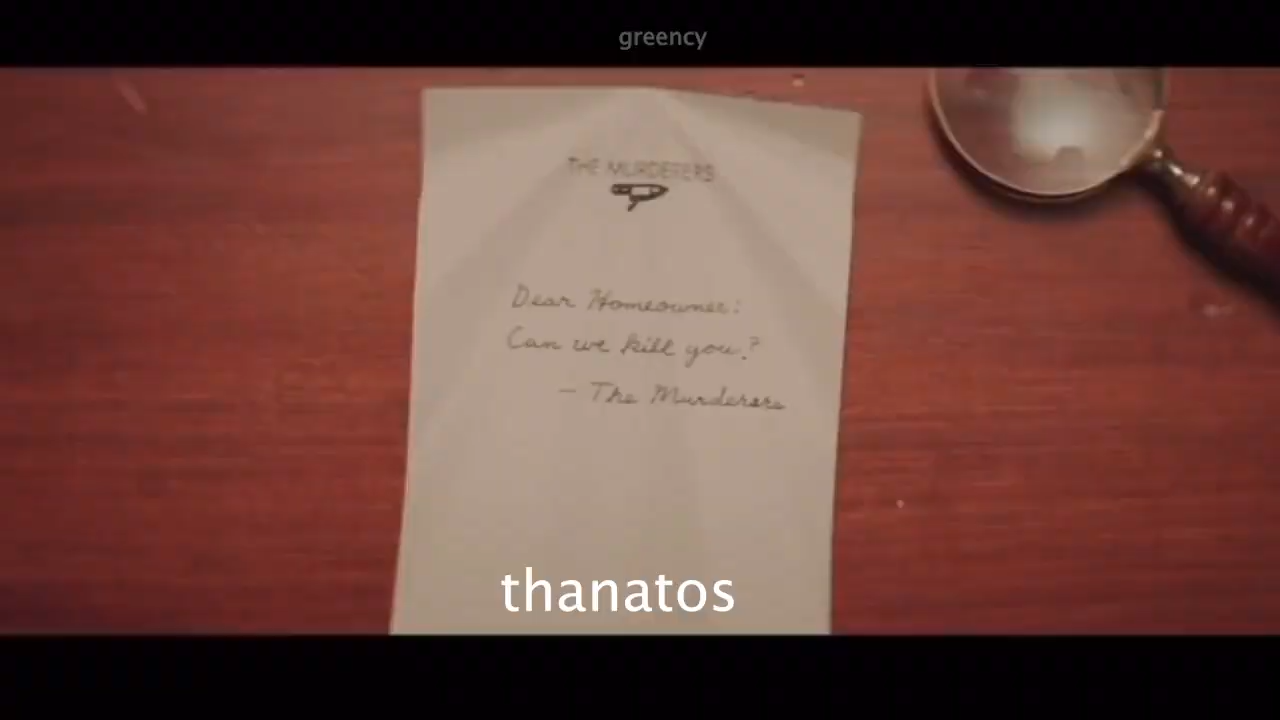 greency
THE MURDERERS
Dear Homeowner:
Can we kill you?
— The Murderers
thanatos